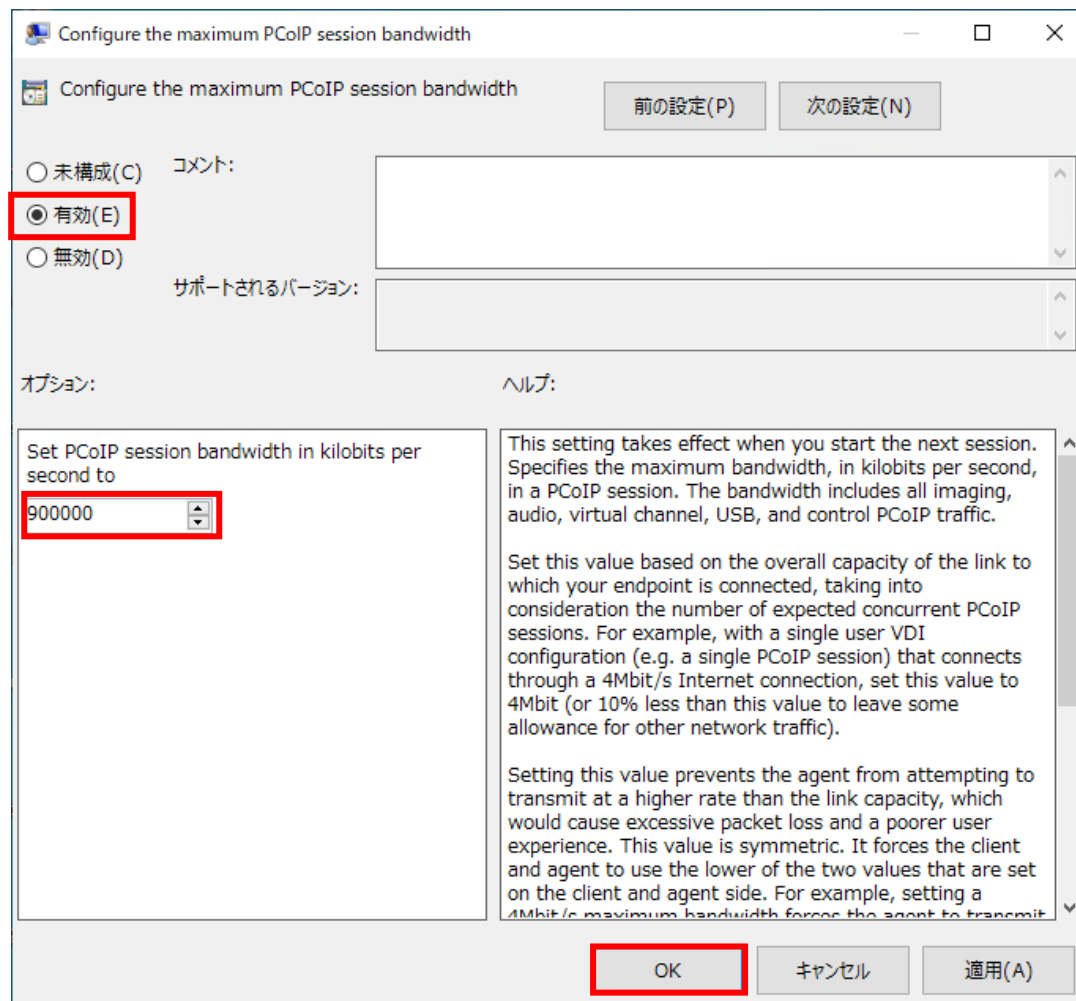 Configure the maximum PCoIP session bandwidth
Configure the maximum PCoIP session bandwidth
前の設定(P)
次の設定(N)
未構成(C)
コメント:
有効(E)
無効(D)
サポートされるバージョン:
オプション:
ヘルプ:
Set PCoIP session bandwidth in kilobits per
second to
900000
This setting takes effect when you start the next session.
Specifies the maximum bandwidth, in kilobits per second,
in a PCoIP session. The bandwidth includes all imaging,
audio, virtual channel, USB, and control PCoIP traffic.
Set this value based on the overall capacity of the link to
which your endpoint is connected, taking into
consideration the number of expected concurrent PCoIP
sessions. For example, with a single user VDI
configuration (e.g. a single PCoIP session) that connects
through a 4Mbit/s Internet connection, set this value to
4Mbit (or 10% less than this value to leave some
allowance for other network traffic).
Setting this value prevents the agent from attempting to
transmit at a higher rate than the link capacity, which
would cause excessive packet loss and a poorer user
experience. This value is symmetric. It forces the client
and agent to use the lower of the two values that are set
on the client and agent side. For example, setting a
4Mbit/s maximum bandwidth forces the agent to transmit
OK
キャンセル
適用(A)